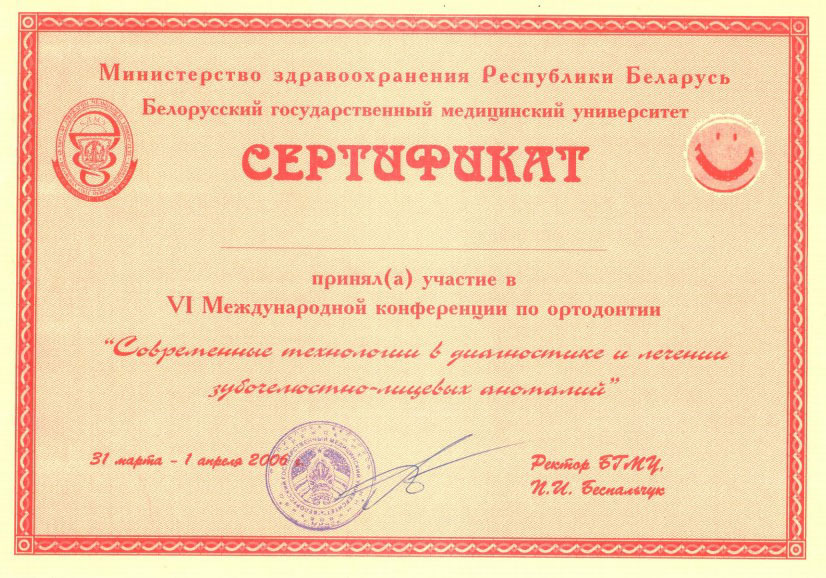 Министерство здравоохранения Республики Беларусь
Белорусский государственный медицинский университет
СЕРТИФИКАТ
принял(а) участие в
VI Международной конференции по ортодонтии
“Современные технологии в диагностике и лечении
зубочелюстно-лицевых аномалий”
31 марта - 1 апреля 2006 г.
Ректор БГМУ,
П.И. Беспальчук